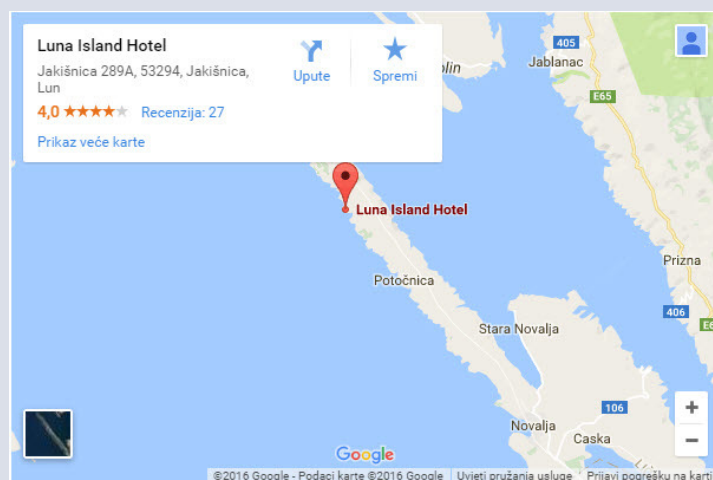 Luna Island Hotel
Jakišnica 289A, 53294, Jakišnica,
Lun
4,0
Recenzija: 27
Prikaz veće karte
Upute
Spremi
405
Jablanac
E65
Luna Island Hotel
Prizna
Potočnica
406
Stara Novalja
106
Novalja
Caska
+
−
Google
©2016 Google - Podaci karte ©2016 Google
Uvjeti pružanja usluge
Prijavi pogrešku na karti